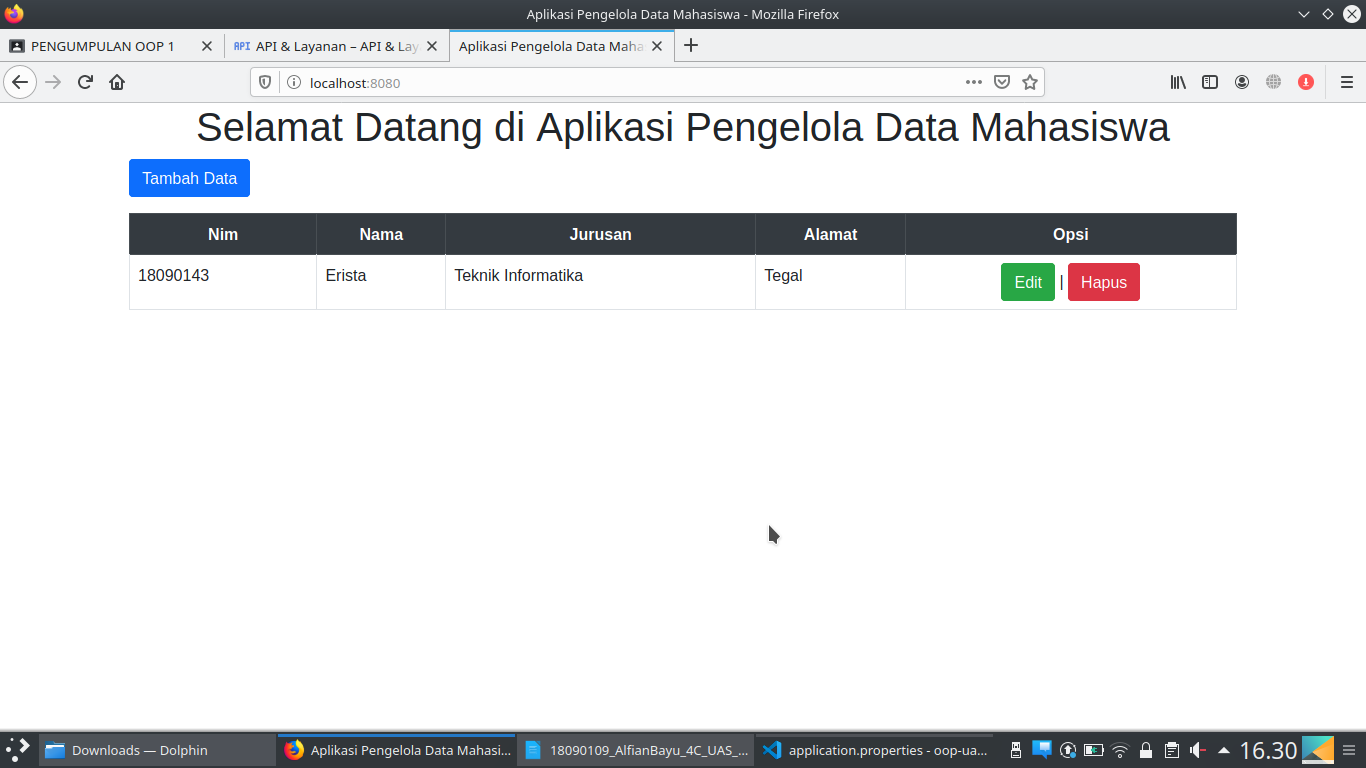 Aplikasi Pengelola Data Mahasiswa - Mozilla Firefox
PENGUMPULAN OOP 1
API API & Layanan – API & Lay
Aplikasi Pengelola Data Maha
localhost:8080
Selamat Datang di Aplikasi Pengelola Data Mahasiswa
Tambah Data
Nim Nama Jurusan Alamat Opsi
18090143 Erista Teknik Informatika Tegal Edit | Hapus
Downloads — Dolphin
Aplikasi Pengelola Data Mahasi...
18090109_AlfianBayu_4C_UAS_...
application.properties - oop-ua...
16.30